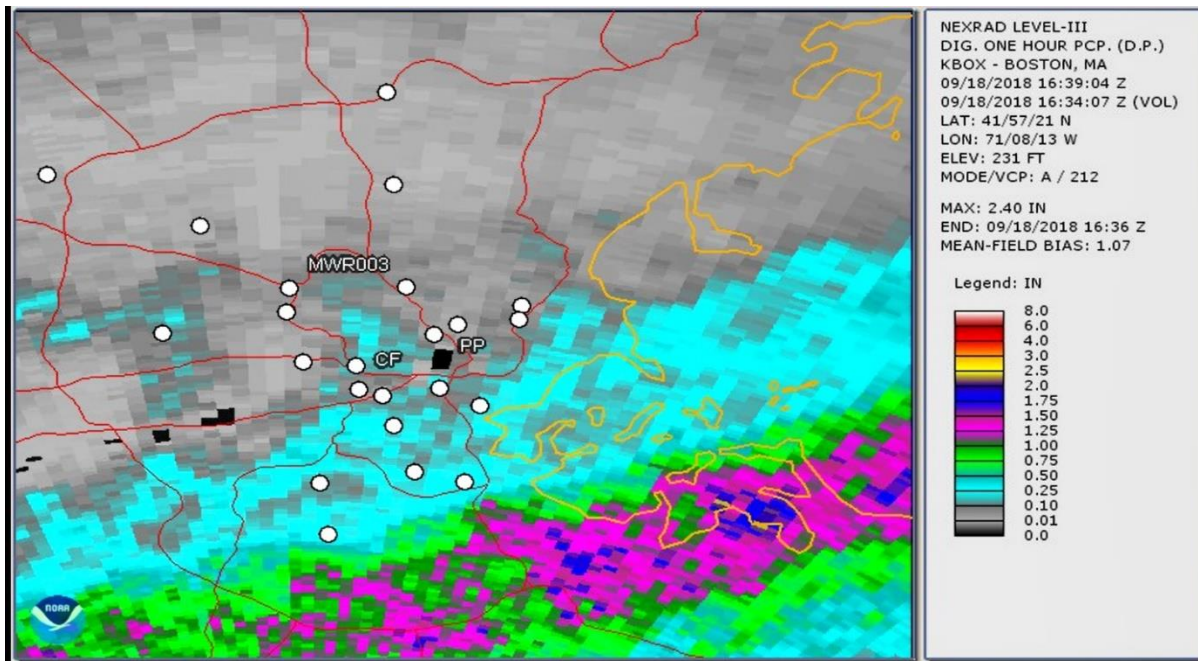 NEXRAD LEVEL-III
DIG. ONE HOUR PCP. (D.P.)
KBOX - BOSTON, MA
09/18/2018 16:39:04 Z
09/18/2018 16:34:07 Z (VOL)
LAT: 41/57/21 N
LON: 71/08/13 W
ELEV: 231 FT
MODE/VCP: A / 212
MAX: 2.40 IN
END: 09/18/2018 16:36 Z
MEAN-FIELD BIAS: 1.07
Legend: IN
8.0
6.0
4.0
3.0
2.5
2.0
1.75
1.50
1.00
0.75
0.50
0.25
0.10
0.01
0.0
MWR003
PP
CF
NOAA